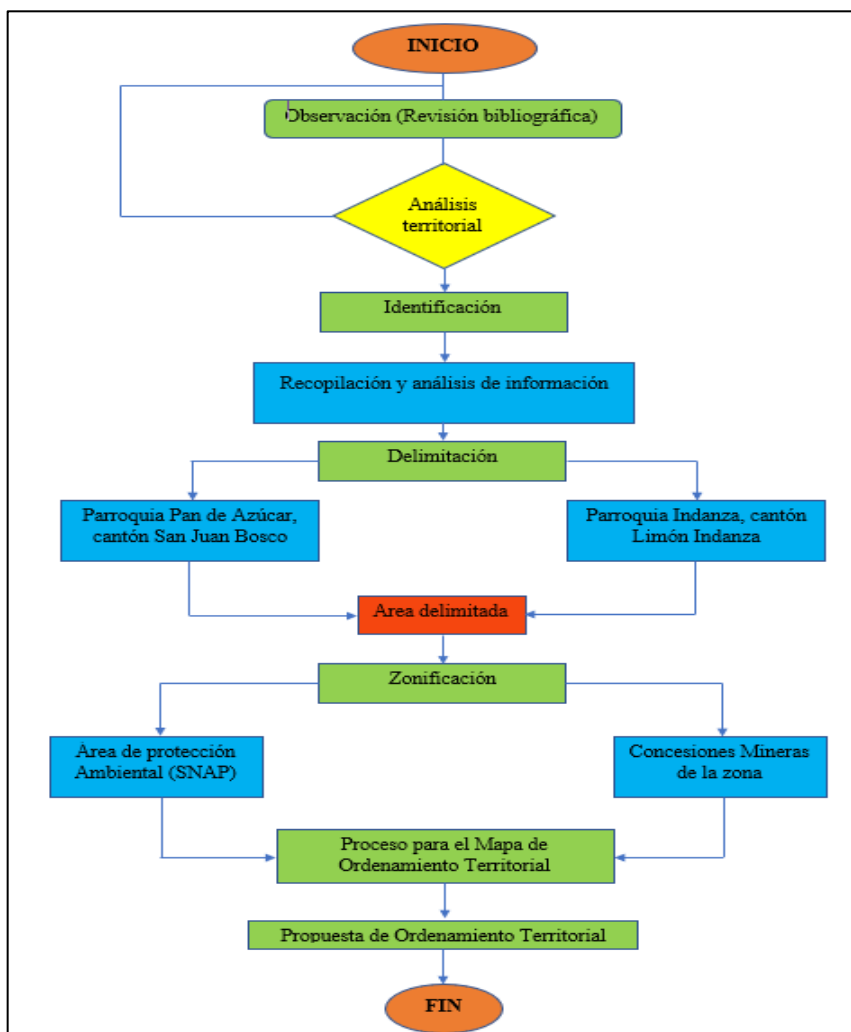 INICIO
Observación (Revisión bibliográfica)
Análisis
territorial
Identificación
Recopilación y análisis de información
Delimitación
Parroquia Pan de Azúcar,
cantón San Juan Bosco
Parroquia Indanza, cantón
Limón Indanza
Area delimitada
Zonificación
Área de protección
Ambiental (SNAP)
Concesiones Mineras
de la zona
Proceso para el Mapa de
Ordenamiento Territorial
Propuesta de Ordenamiento Territorial
FIN